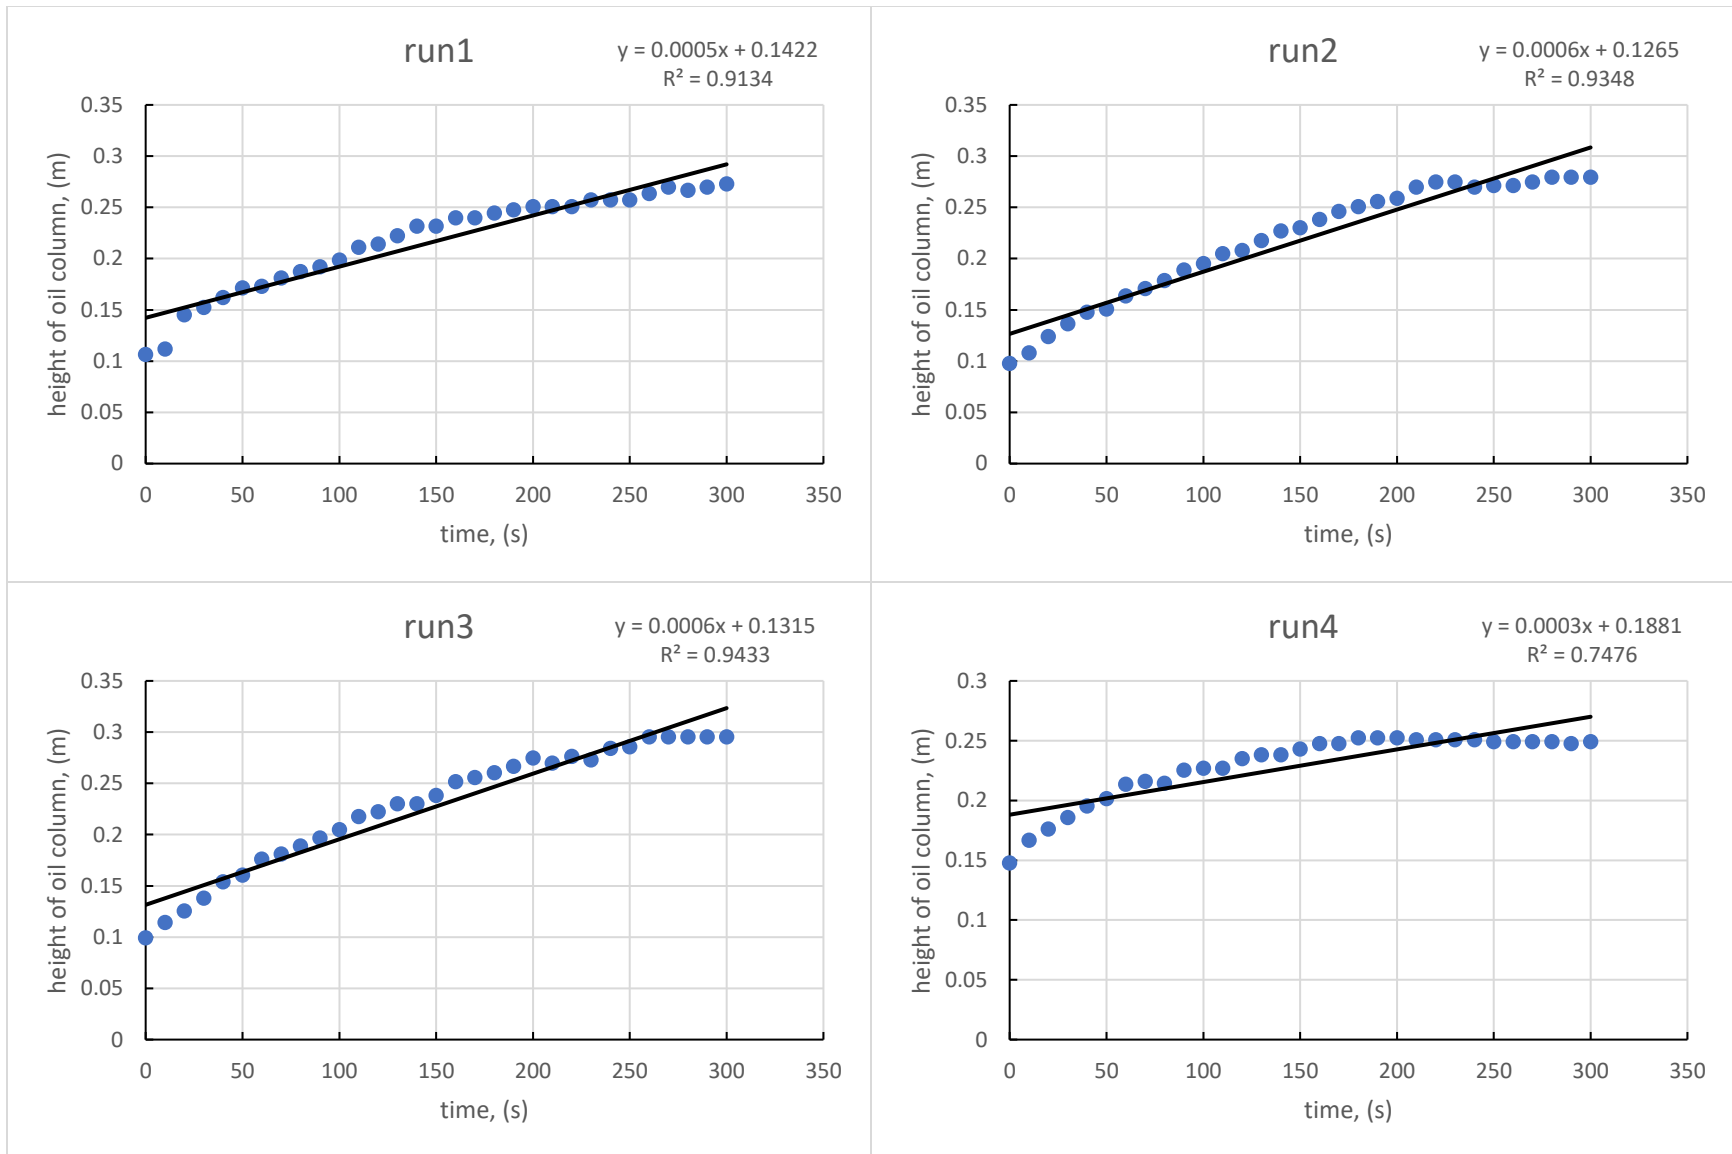 run1
y = 0.0005x + 0.1422
R² = 0.9134
0.35
0.3
0.25
0.2
0.15
0.1
0.05
0
height of oil column, (m)
0 50 100 150 200 250 300 350
time, (s)
run2
y = 0.0006x + 0.1265
R² = 0.9348
0.35
0.3
0.25
0.2
0.15
0.1
0.05
0
height of oil column, (m)
0 50 100 150 200 250 300 350
time, (s)
run3
y = 0.0006x + 0.1315
R² = 0.9433
0.35
0.3
0.25
0.2
0.15
0.1
0.05
0
height of oil column, (m)
0 50 100 150 200 250 300 350
time, (s)
run4
y = 0.0003x + 0.1881
R² = 0.7476
0.3
0.25
0.2
0.15
0.1
0.05
0
height of oil column, (m)
0 50 100 150 200 250 300 350
time, (s)